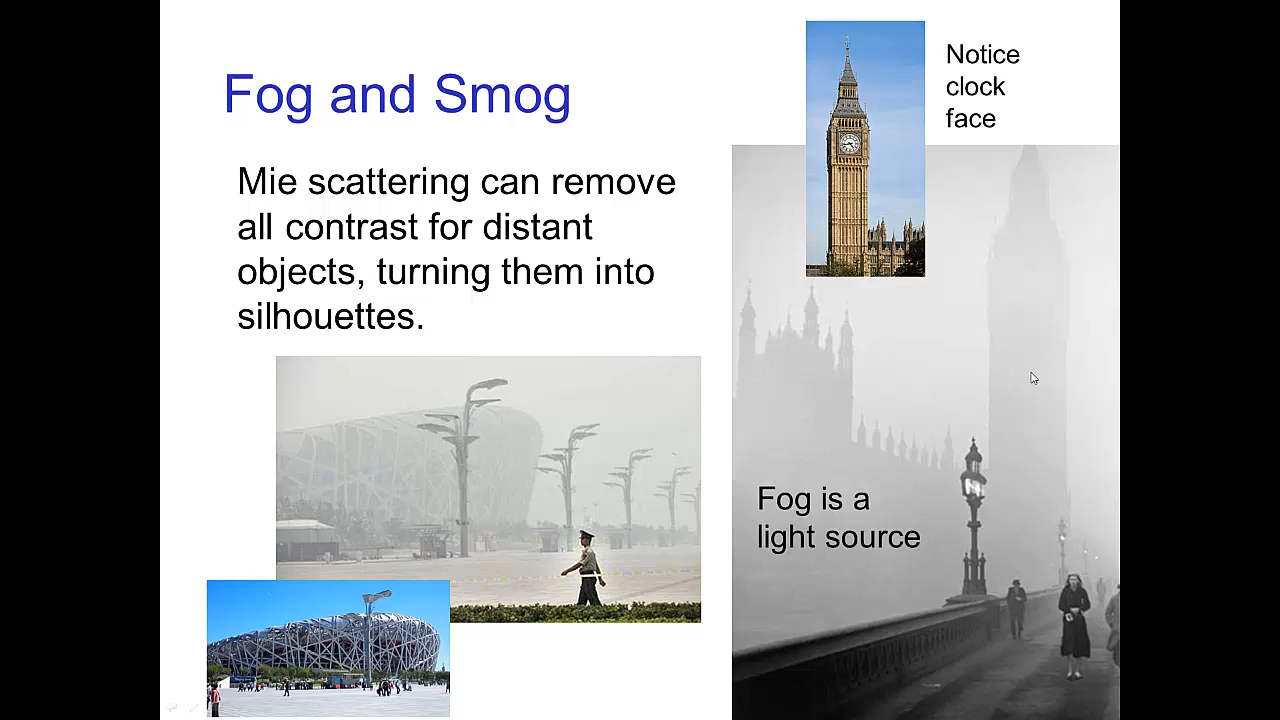 Fog and Smog
Mie scattering can remove
all contrast for distant
objects, turning them into
silhouettes.
Notice
clock
face
Fog is a
light source